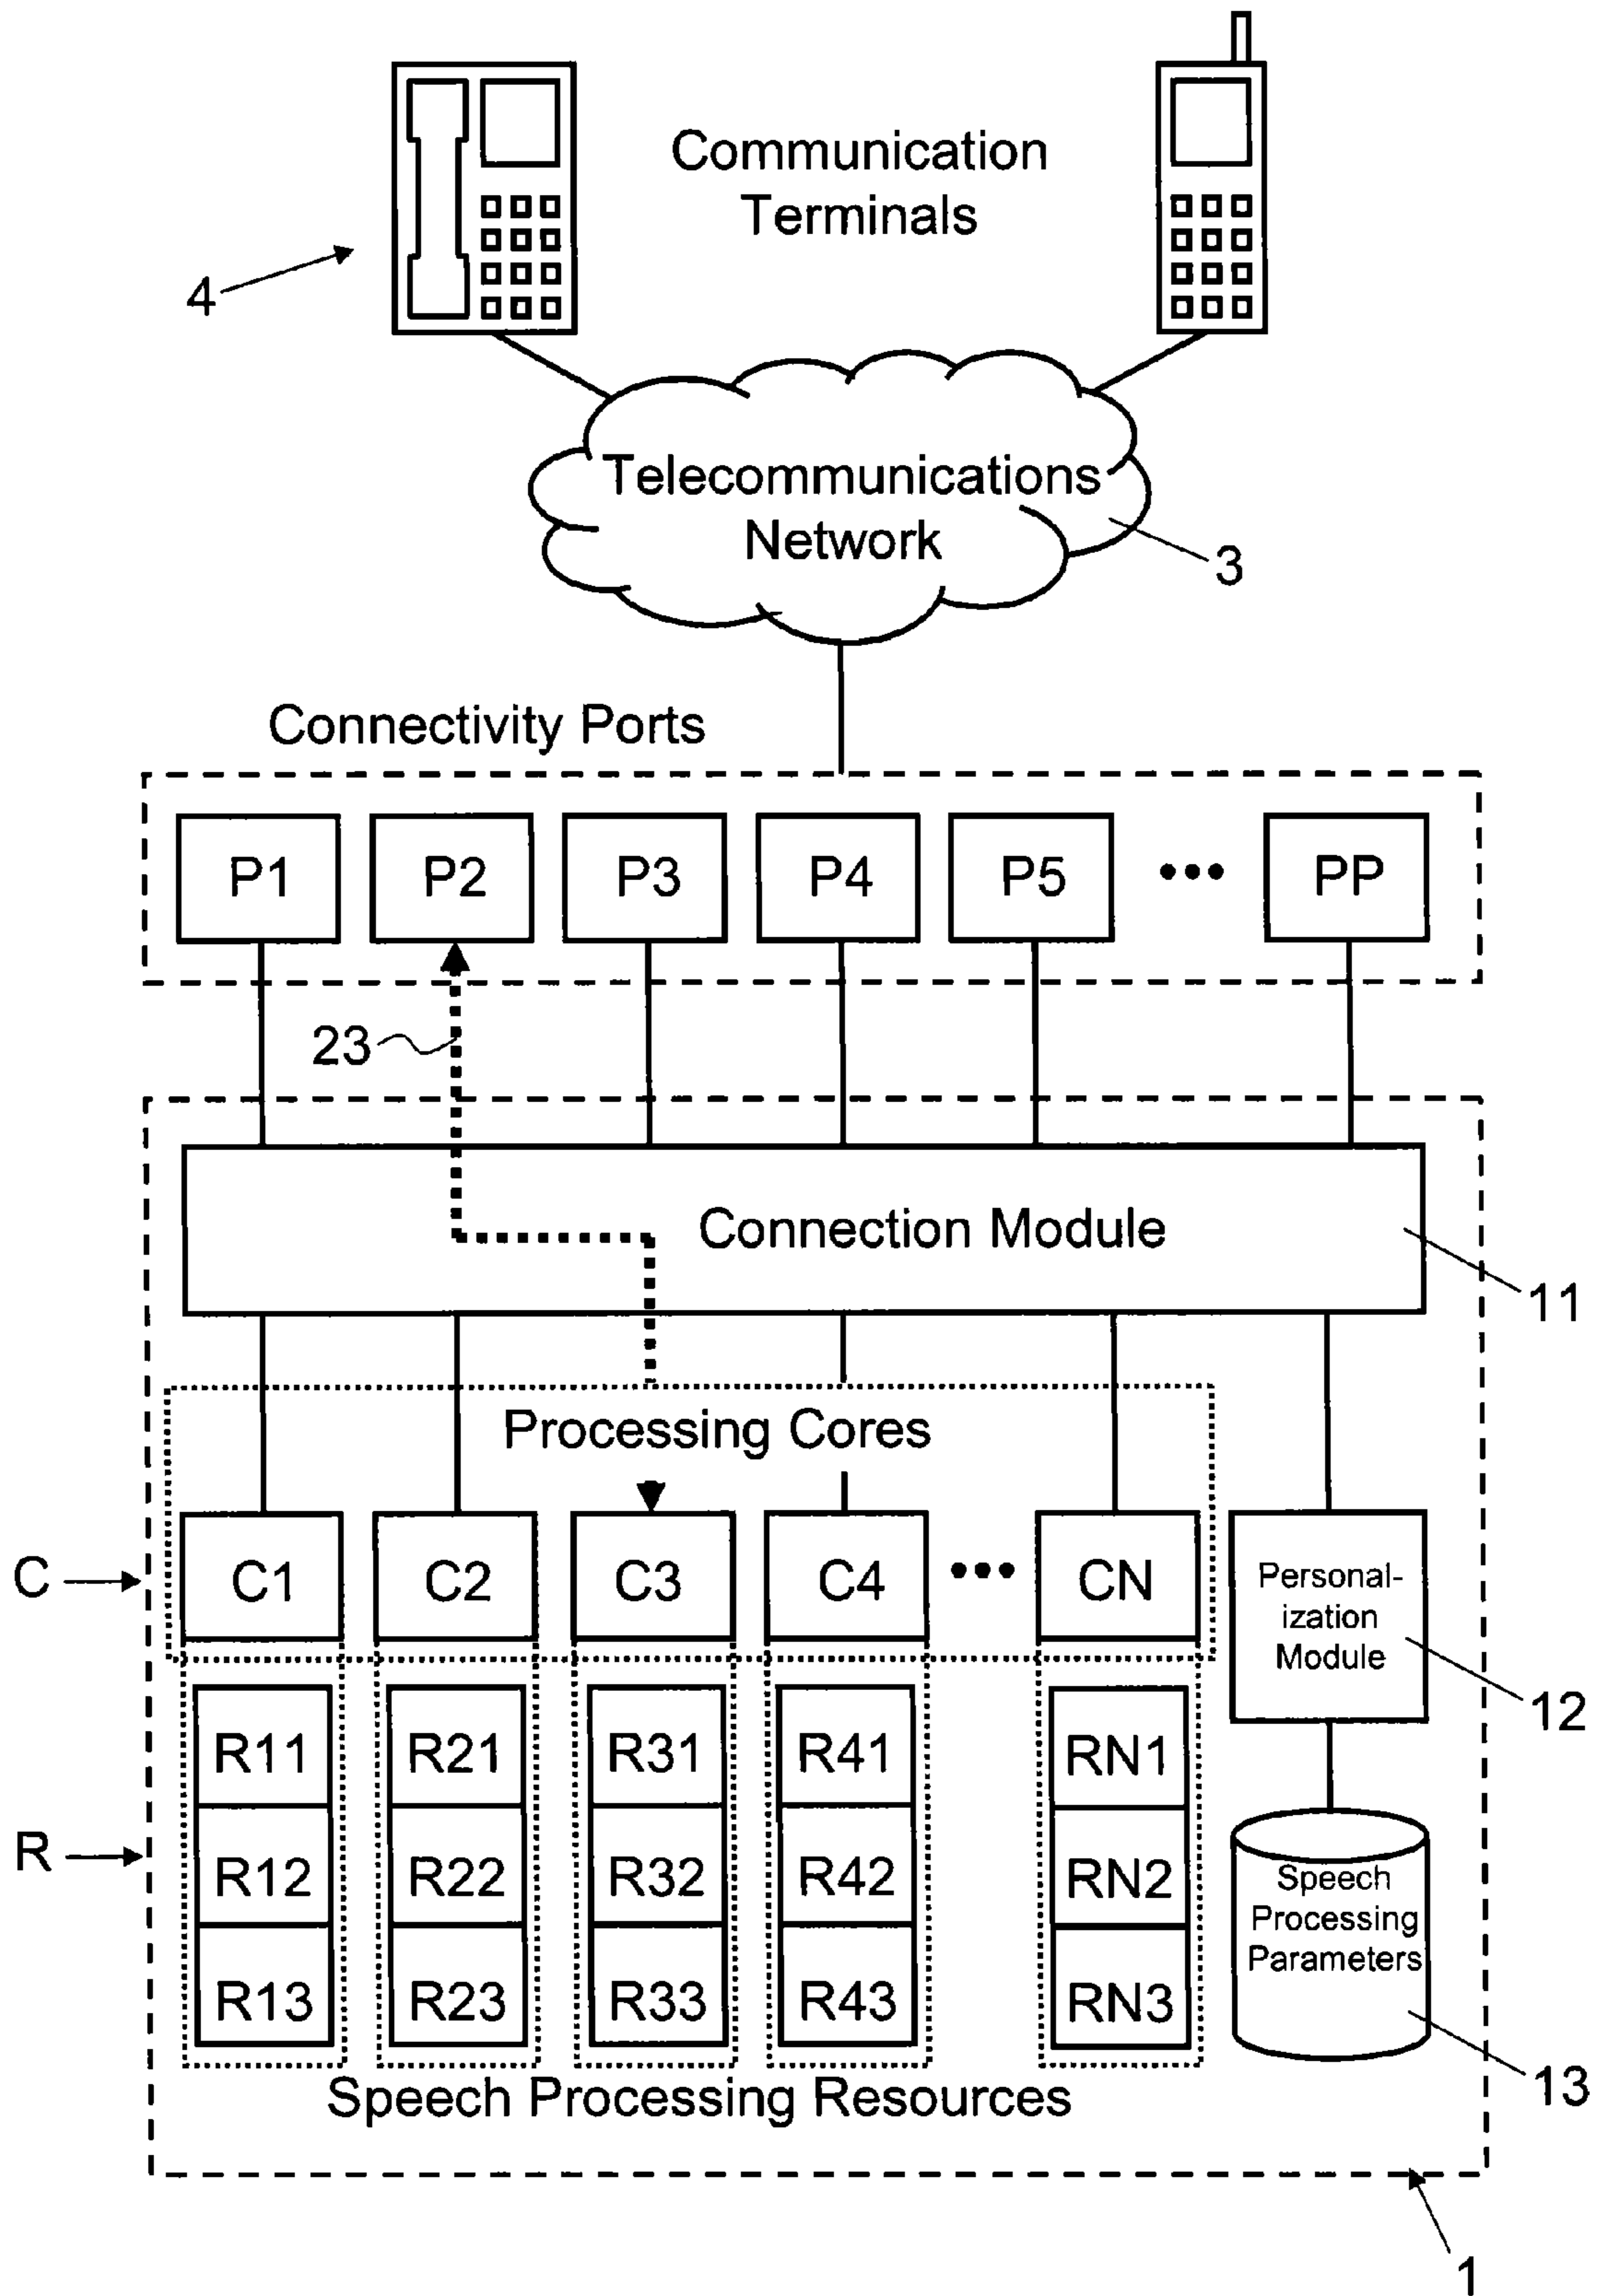 Communication
Terminals
4
Telecommunications
Network
3
Connectivity Ports
P1 P2 P3 P4 P5 ••• PP
23
Connection Module
11
Processing Cores
C C1 C2 C3 C4 ••• CN
Personal-
ization
Module
12
R11 R21 R31 R41 RN1
R R12 R22 R32 R42 RN2
R13 R23 R33 R43 RN3
Speech
Processing
Parameters
13
Speech Processing Resources
1